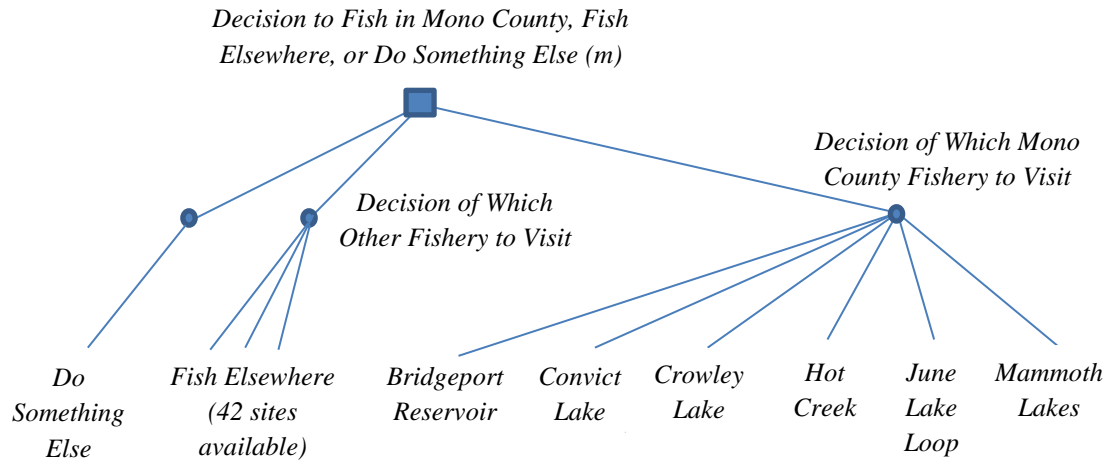 Decision to Fish in Mono County, Fish
Elsewhere, or Do Something Else (m)
Decision of Which Mono
County Fishery to Visit
Decision of Which
Other Fishery to Visit
Do
Something
Else
Fish Elsewhere
(42 sites
available)
Bridgeport
Reservoir
Convict
Lake
Crowley
Lake
Hot
Creek
June
Lake
Loop
Mammoth
Lakes